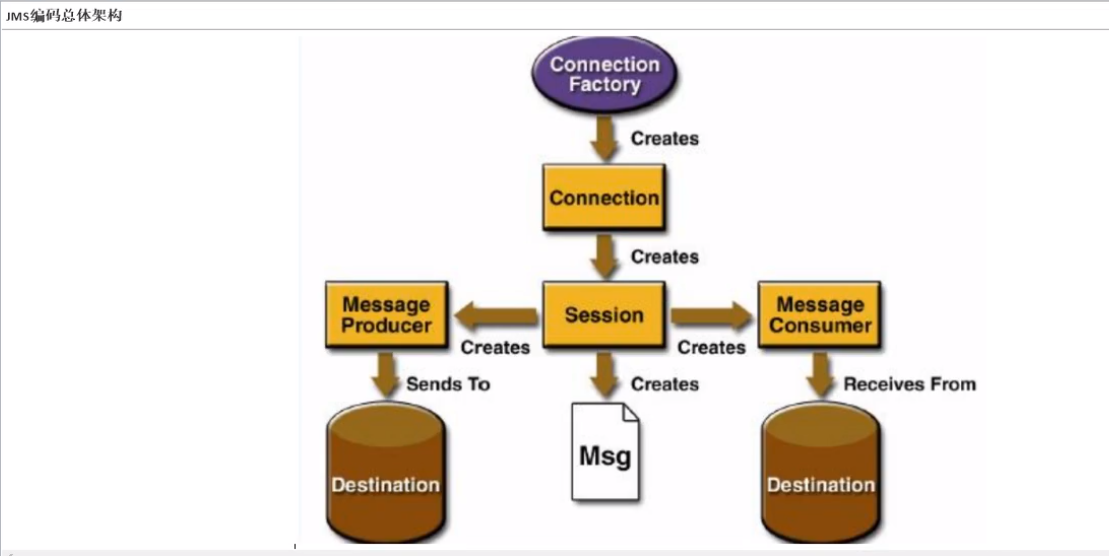 JMS编码总体架构
Connection
Factory
Creates
Connection
Creates
Message
Producer
Session
Message
Consumer
Creates
Creates
Sends To
Creates
Receives From
Destination
Msg
Destination